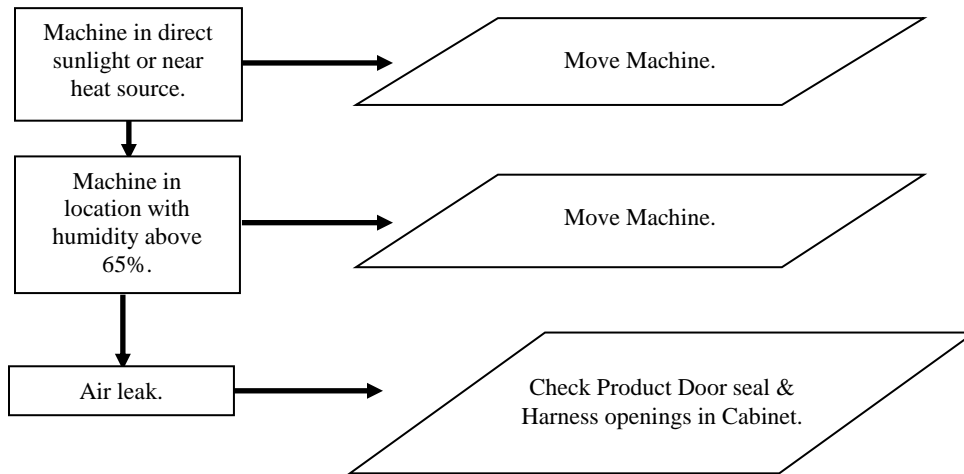 Machine in direct
sunlight or near
heat source.
Move Machine.
Machine in
location with
humidity above
65%.
Move Machine.
Air leak.
Check Product Door seal &
Harness openings in Cabinet.